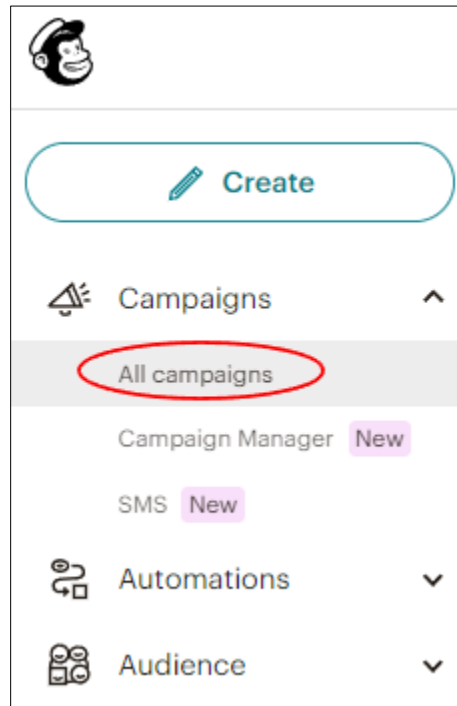 Create
Campaigns
All campaigns
Campaign Manager New
SMS New
Automations
Audience